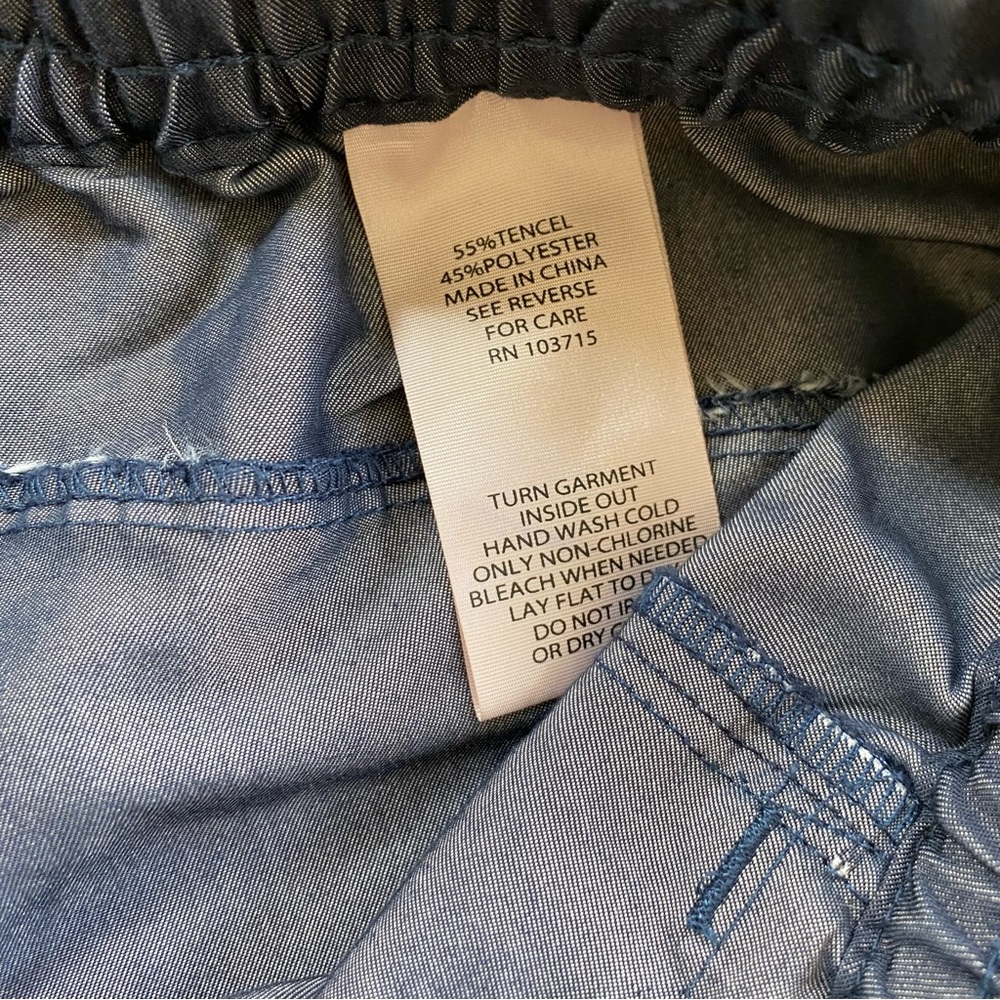 55%TENCEL
45%POLYESTER
MADE IN CHINA
SEE REVERSE
FOR CARE
RN 103715
TURN GARMENT
INSIDE OUT
HAND WASH COLD
ONLY NON-CHLORINE
BLEACH WHEN NEEDED
LAY FLAT TO
DO NOT
OR DRY